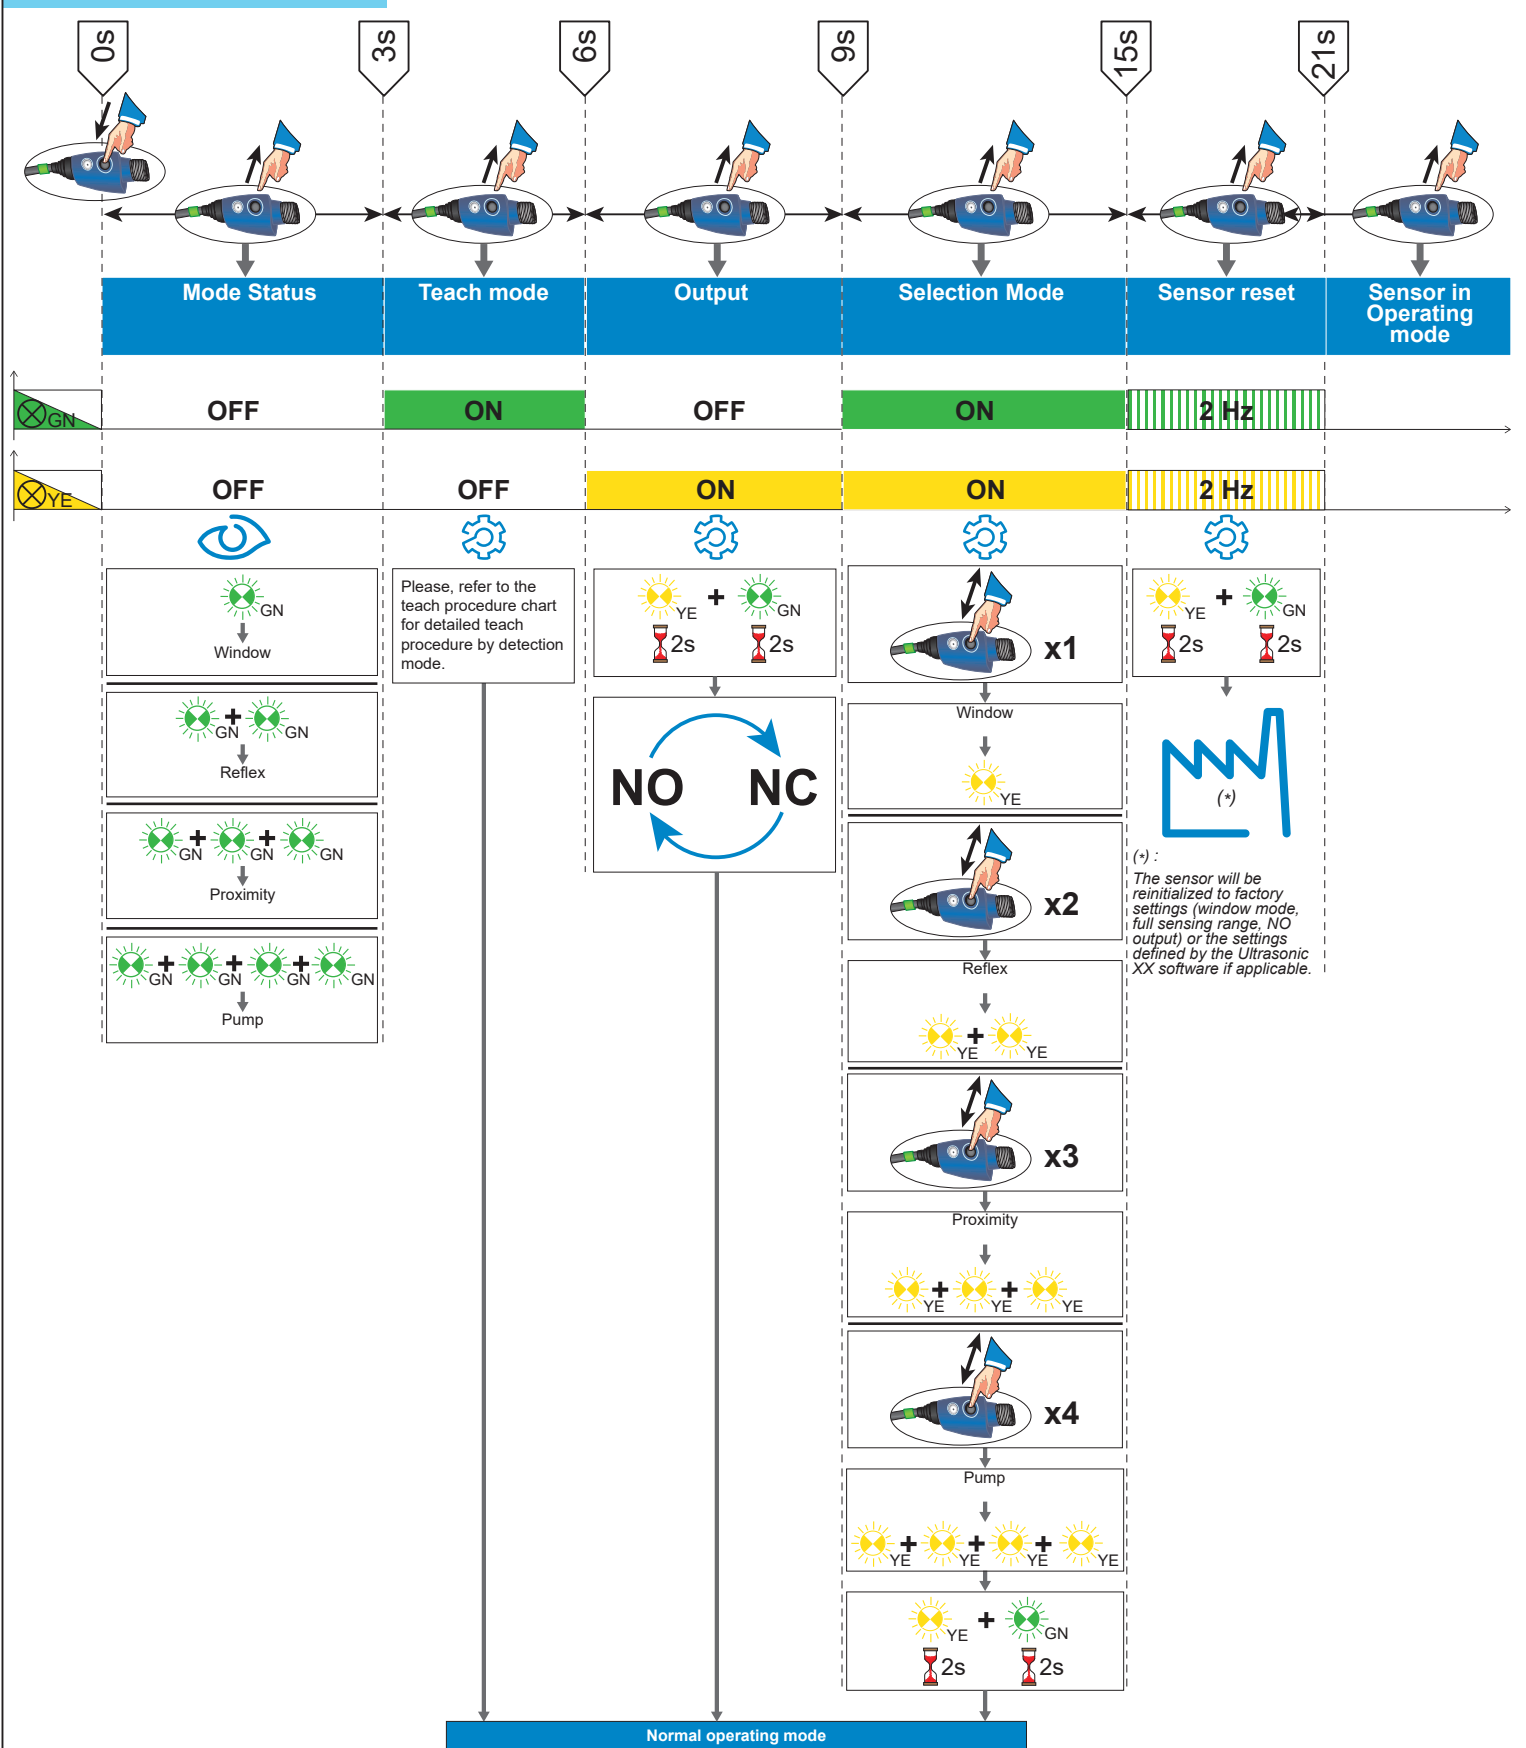 0s
3s
6s
9s
15s
21s
Mode Status
Teach mode
Output
Selection Mode
Sensor reset
Sensor in
Operating
mode
GN
OFF
ON
OFF
ON
2 Hz
YE
OFF
OFF
ON
ON
2 Hz
GN
Window
GN + GN
Reflex
GN + GN + GN
Proximity
GN + GN + GN + GN
Pump
Please, refer to the
teach procedure chart
for detailed teach
procedure by detection
mode.
YE + GN
2s 2s
NO NC
x1
Window
YE
x2
Reflex
YE + YE
x3
Proximity
YE + YE + YE
x4
Pump
YE + YE + YE + YE
YE + GN
2s 2s
YE + GN
2s 2s
(*)
(*) :
The sensor will be
reinitialized to factory
settings (window mode,
full sensing range, NO
output) or the settings
defined by the Ultrasonic
XX software if applicable.
Normal operating mode